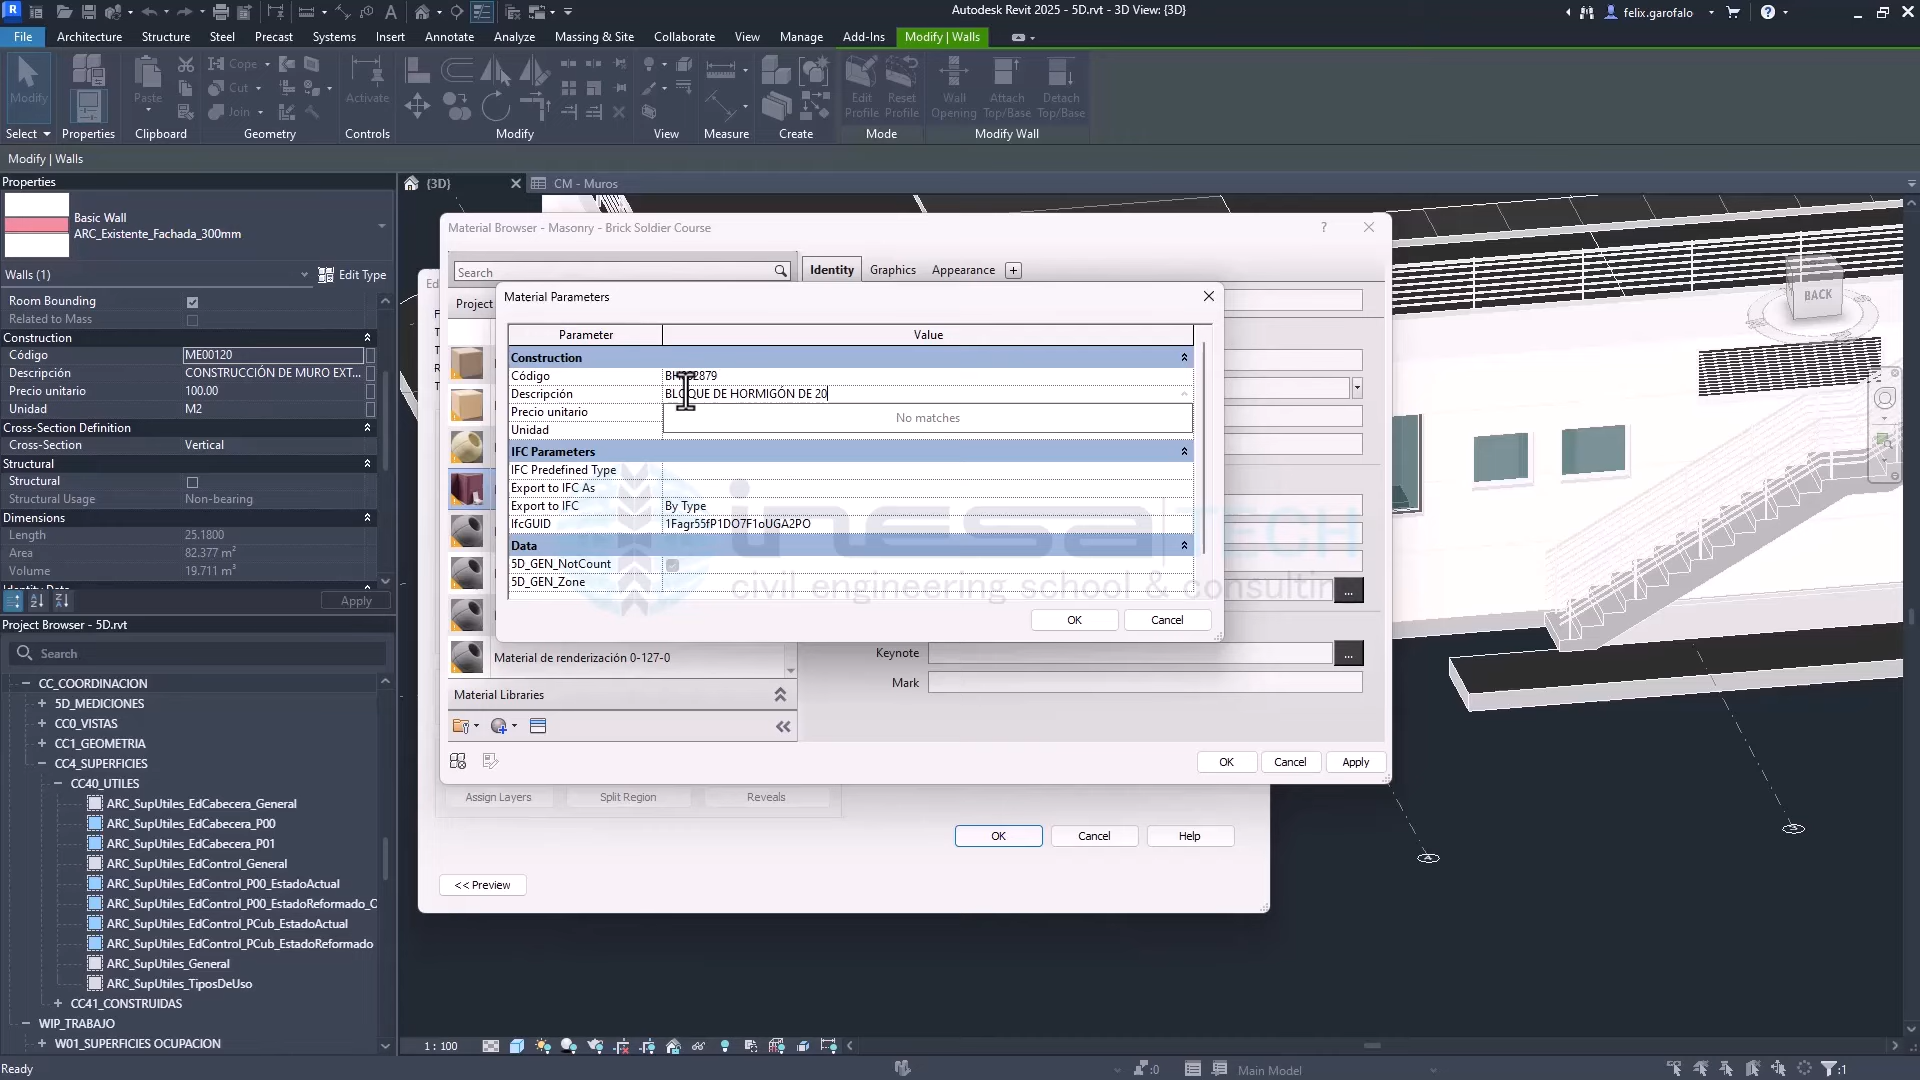 Autodesk Revit 2025 - 5D.rvt - 3D View: {3D}
felix.garofalo
File Architecture Structure Steel Precast Systems Insert Annotate Analyze Massing & Site Collaborate View Manage Add-Ins Modify | Walls
Modify
Paste
Cope
Cut
Join
Activate
Edit Profile
Reset Profile
Wall Opening
Attach Top/Base
Detach Top/Base
Select Properties Clipboard Geometry Controls Modify View Measure Create Mode Modify Wall
Modify | Walls
Properties
{3D}
CM - Muros
Basic Wall
ARC_Existente_Fachada_300mm
Walls (1)
Edit Type
Room Bounding
Related to Mass
Construction
Código ME00120
Descripción CONSTRUCCIÓN DE MURO EXT...
Precio unitario 100.00
Unidad M2
Cross-Section Definition
Cross-Section Vertical
Structural
Structural
Structural Usage Non-bearing
Dimensions
Length 25.1800
Area 82.377 m²
Volume 19.711 m³
Apply
Project Browser - 5D.rvt
Search
CC_COORDINACION
5D_MEDICIONES
CC0_VISTAS
CC1_GEOMETRIA
CC4_SUPERFICIES
CC40_UTILES
ARC_SupUtiles_EdCabecera_General
ARC_SupUtiles_EdCabecera_P00
ARC_SupUtiles_EdCabecera_P01
ARC_SupUtiles_EdControl_General
ARC_SupUtiles_EdControl_P00_EstadoActual
ARC_SupUtiles_EdControl_P00_EstadoReformado_C
ARC_SupUtiles_EdControl_PCub_EstadoActual
ARC_SupUtiles_EdControl_PCub_EstadoReformado
ARC_SupUtiles_General
ARC_SupUtiles_TiposDeUso
CC41_CONSTRUIDAS
WIP_TRABAJO
W01_SUPERFICIES OCUPACION
Ready
Material Browser - Masonry - Brick Soldier Course
Search
Identity Graphics Appearance
Project
Material Parameters
Parameter Value
Construction
Código
Descripción BLOQUE DE HORMIGÓN DE 20
Precio unitario
No matches
Unidad
IFC Parameters
IFC Predefined Type
Export to IFC As
Export to IFC By Type
IfcGUID 1Fagr55fP1DO7F1oUGA2PO
Data
5D_GEN_NotCount
5D_GEN_Zone
OK Cancel
inesa TECH
civil engineering school & consultin
Material de renderización 0-127-0
Keynote
Mark
Material Libraries
OK Cancel Apply
Assign Layers Split Region Reveals
OK Cancel Help
<< Preview
BACK
1 : 100
:0
Main Model
:1